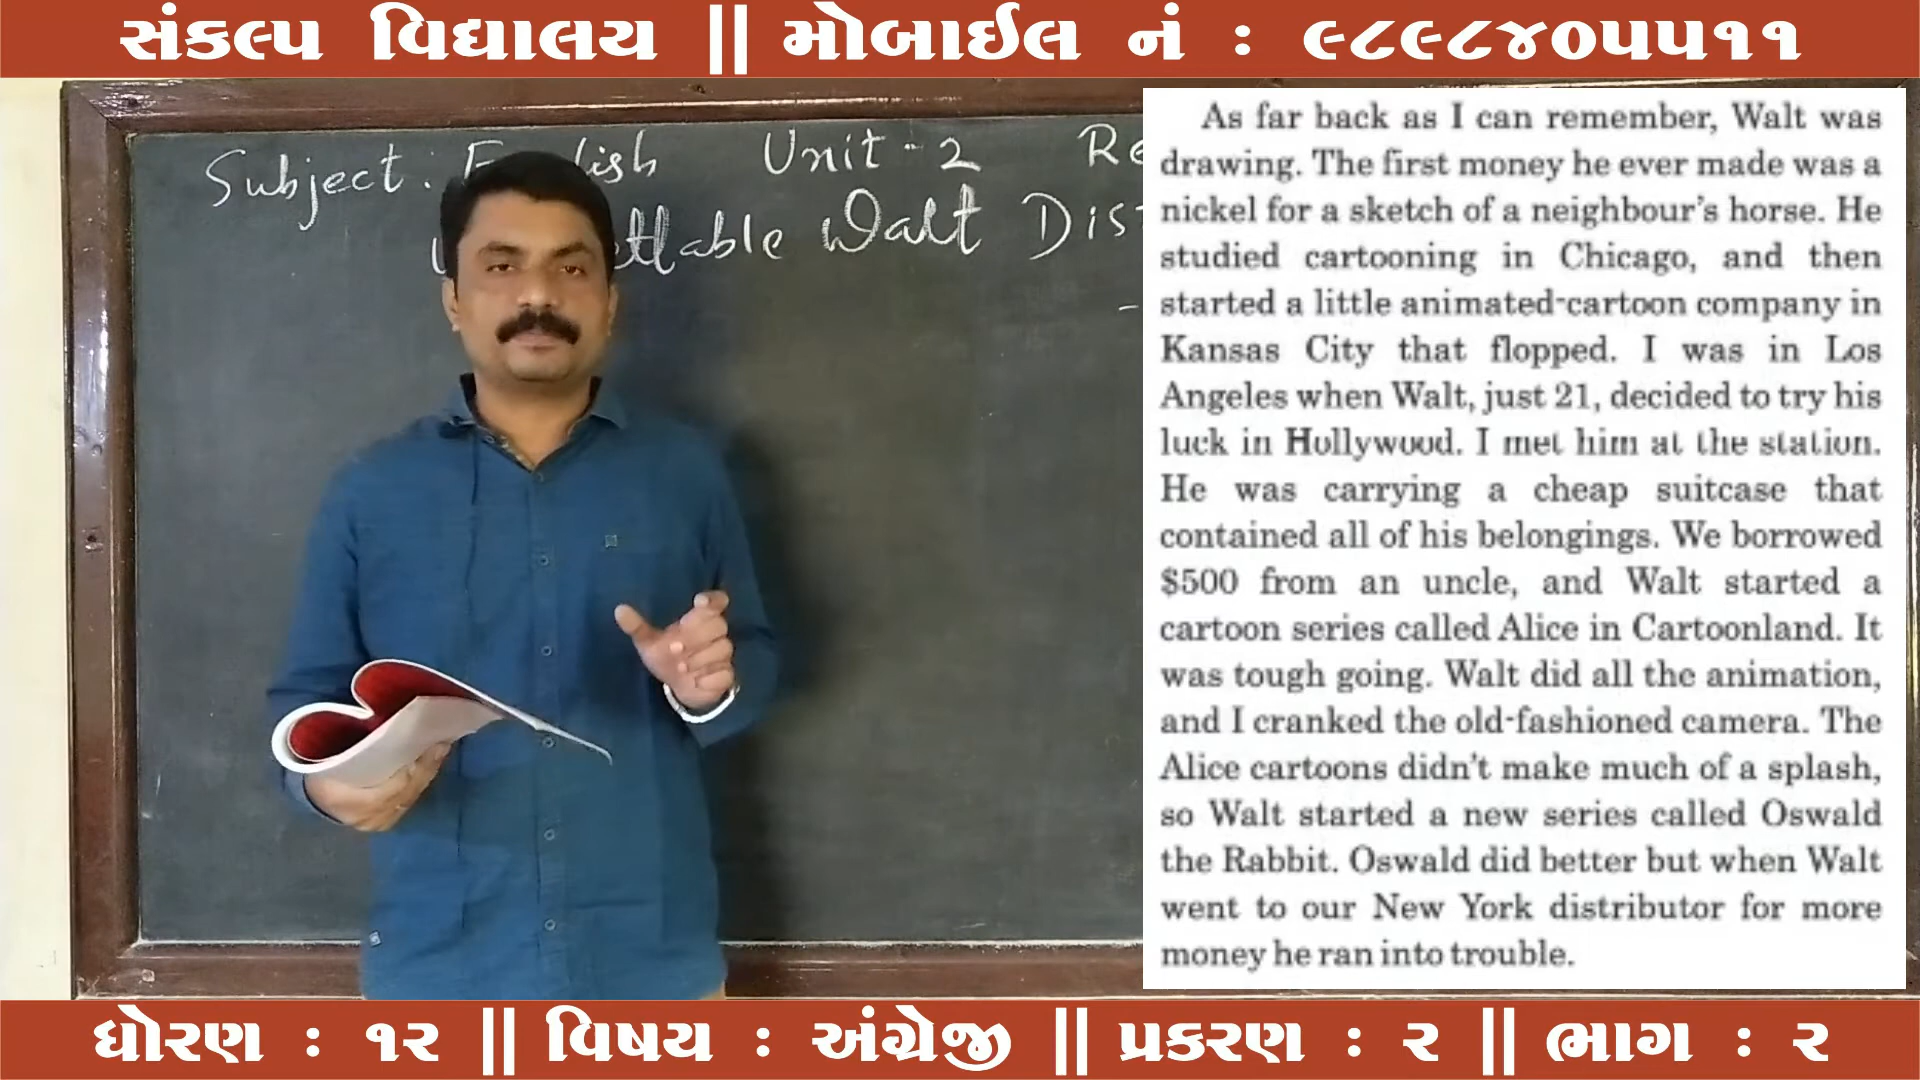 સંકલ્પ વિદ્યાલય || મોબાઈલ નં : ૯૮૯૮૪૦૫૫૧૧
Subject : English Unit - 2 Re
ettable Walt Dis
As far back as I can remember, Walt was
drawing. The first money he ever made was a
nickel for a sketch of a neighbour's horse. He
studied cartooning in Chicago, and then
started a little animated-cartoon company in
Kansas City that flopped. I was in Los
Angeles when Walt, just 21, decided to try his
luck in Hollywood. I met him at the station.
He was carrying a cheap suitcase that
contained all of his belongings. We borrowed
$500 from an uncle, and Walt started a
cartoon series called Alice in Cartoonland. It
was tough going. Walt did all the animation,
and I cranked the old-fashioned camera. The
Alice cartoons didn't make much of a splash,
so Walt started a new series called Oswald
the Rabbit. Oswald did better but when Walt
went to our New York distributor for more
money he ran into trouble.
ધોરણ : ૧૨ || વિષય : અંગ્રેજી || પ્રકરણ : ૨ || ભાગ : ૨